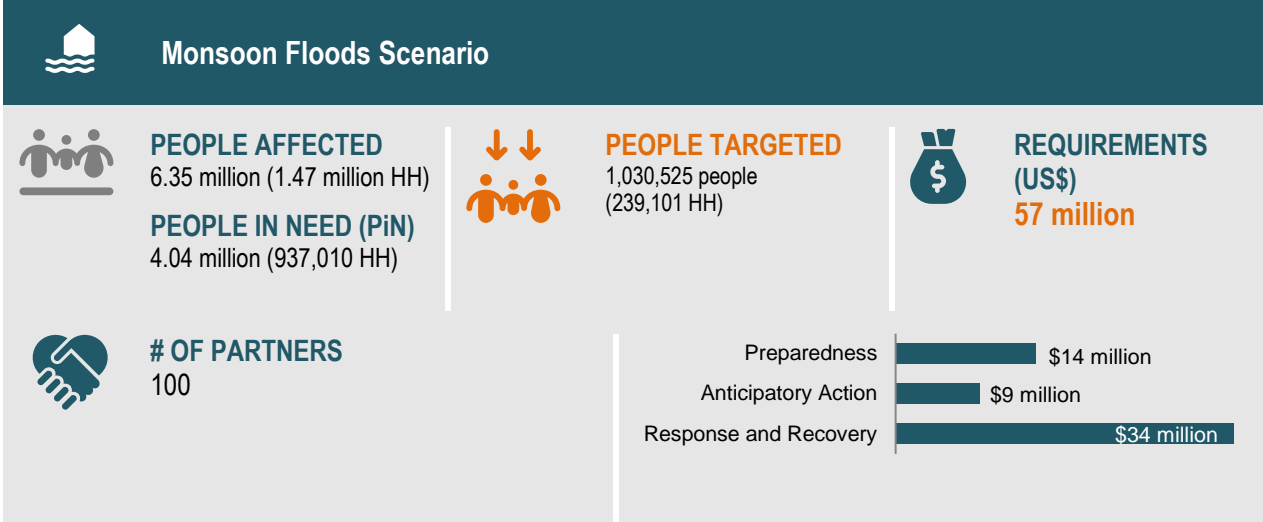 Monsoon Floods Scenario
PEOPLE AFFECTED
6.35 million (1.47 million HH)
PEOPLE IN NEED (PiN)
4.04 million (937,010 HH)
PEOPLE TARGETED
1,030,525 people
(239,101 HH)
$
REQUIREMENTS
(US$)
57 million
# OF PARTNERS
100
Preparedness
$14 million
Anticipatory Action
$9 million
Response and Recovery
$34 million